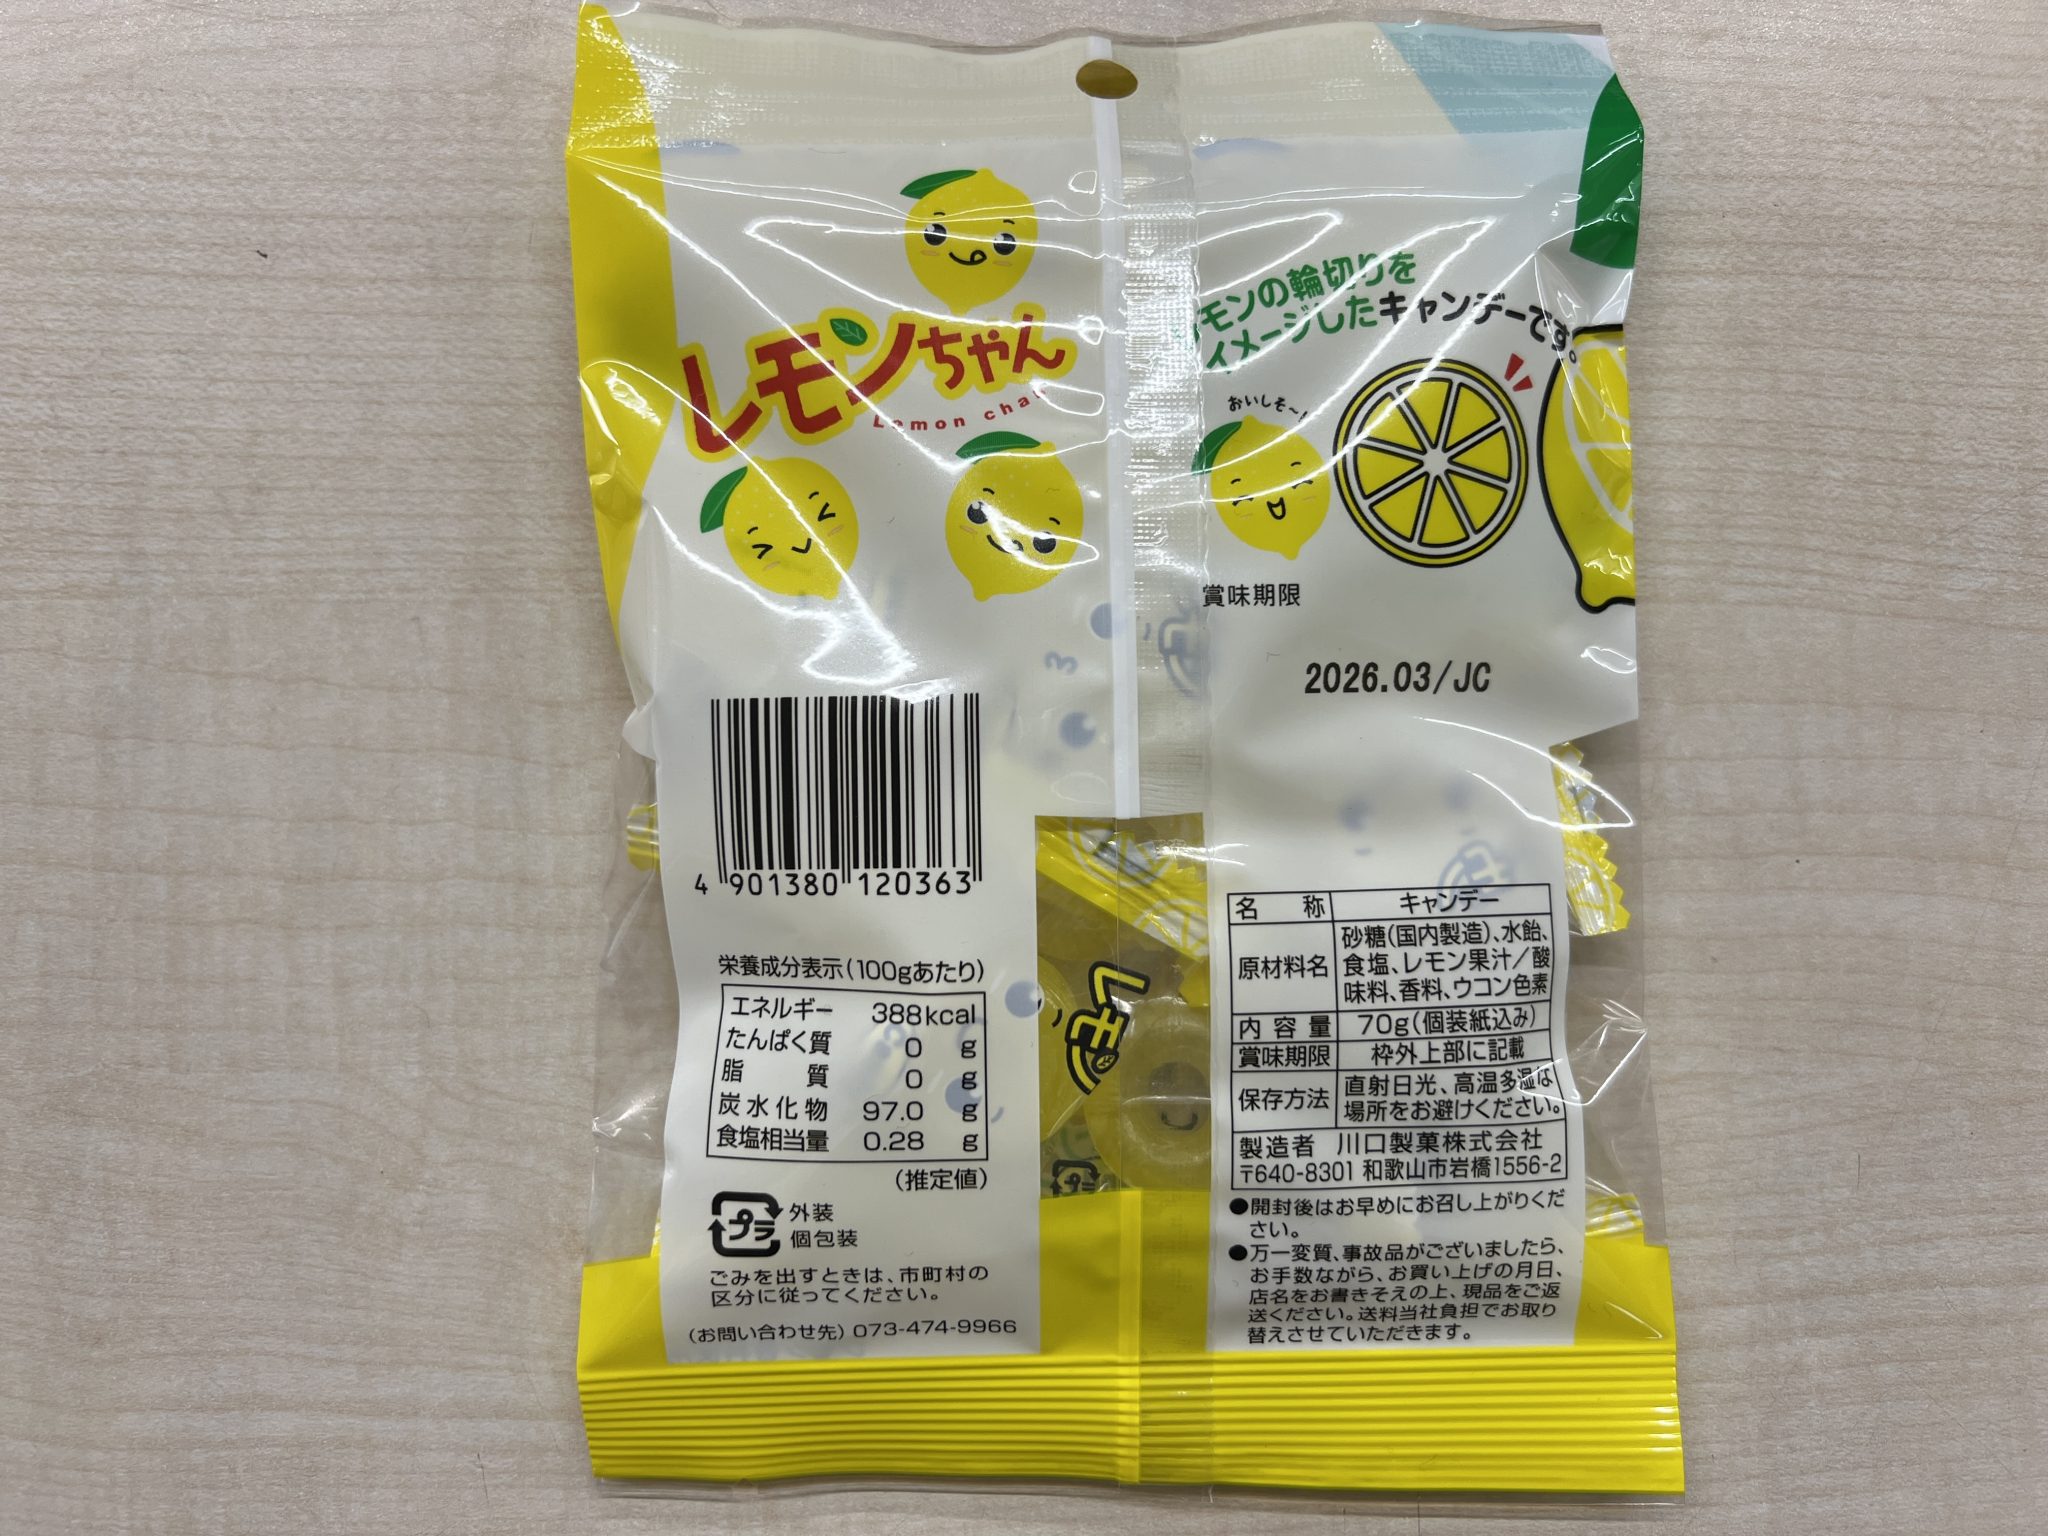 レモンちゃん
Lemon chan
モンの輪切りを
イメージしたキャンデーです。
おいしそ～!
賞味期限
2026.03/JC
4 901380 120363
栄養成分表示(100gあたり)
エネルギー 388kcal
たんぱく質 0 g
脂質 0 g
炭水化物 97.0 g
食塩相当量 0.28 g
(推定値)
プラ 外装
個包装
ごみを出すときは、市町村の
区分に従ってください。
(お問い合わせ先) 073-474-9966
レモン
名称 キャンデー
原材料名 砂糖(国内製造)、水飴、
食塩、レモン果汁/酸
味料、香料、ウコン色素
内容量 70g(個装紙込み)
賞味期限 枠外上部に記載
保存方法 直射日光、高温多湿な
場所をお避けください。
製造者 川口製菓株式会社
〒640-8301 和歌山市岩橋1556-2
●開封後はお早めにお召し上がりくだ
さい。
●万一変質、事故品がございましたら、
お手数ながら、お買い上げの月日、
店名をお書きそえの上、現品をご返
送ください。送料当社負担でお取り
替えさせていただきます。